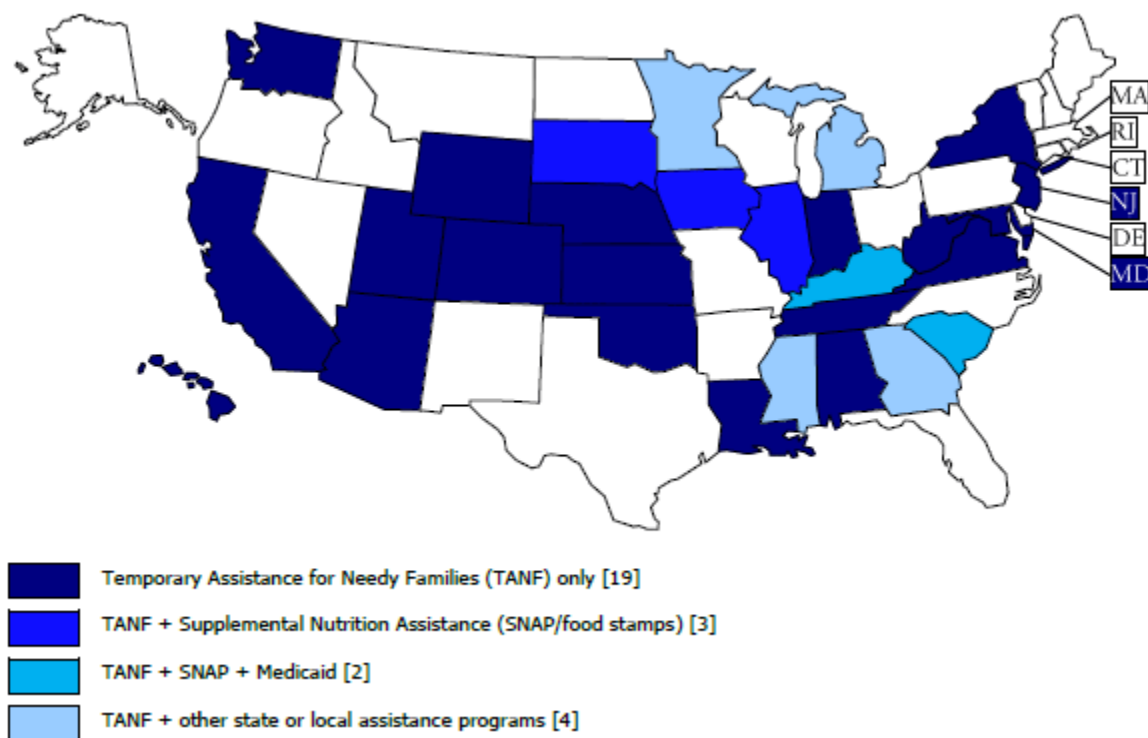 MA
RI
CT
NJ
DE
MD
Temporary Assistance for Needy Families (TANF) only [19]
TANF + Supplemental Nutrition Assistance (SNAP/food stamps) [3]
TANF + SNAP + Medicaid [2]
TANF + other state or local assistance programs [4]